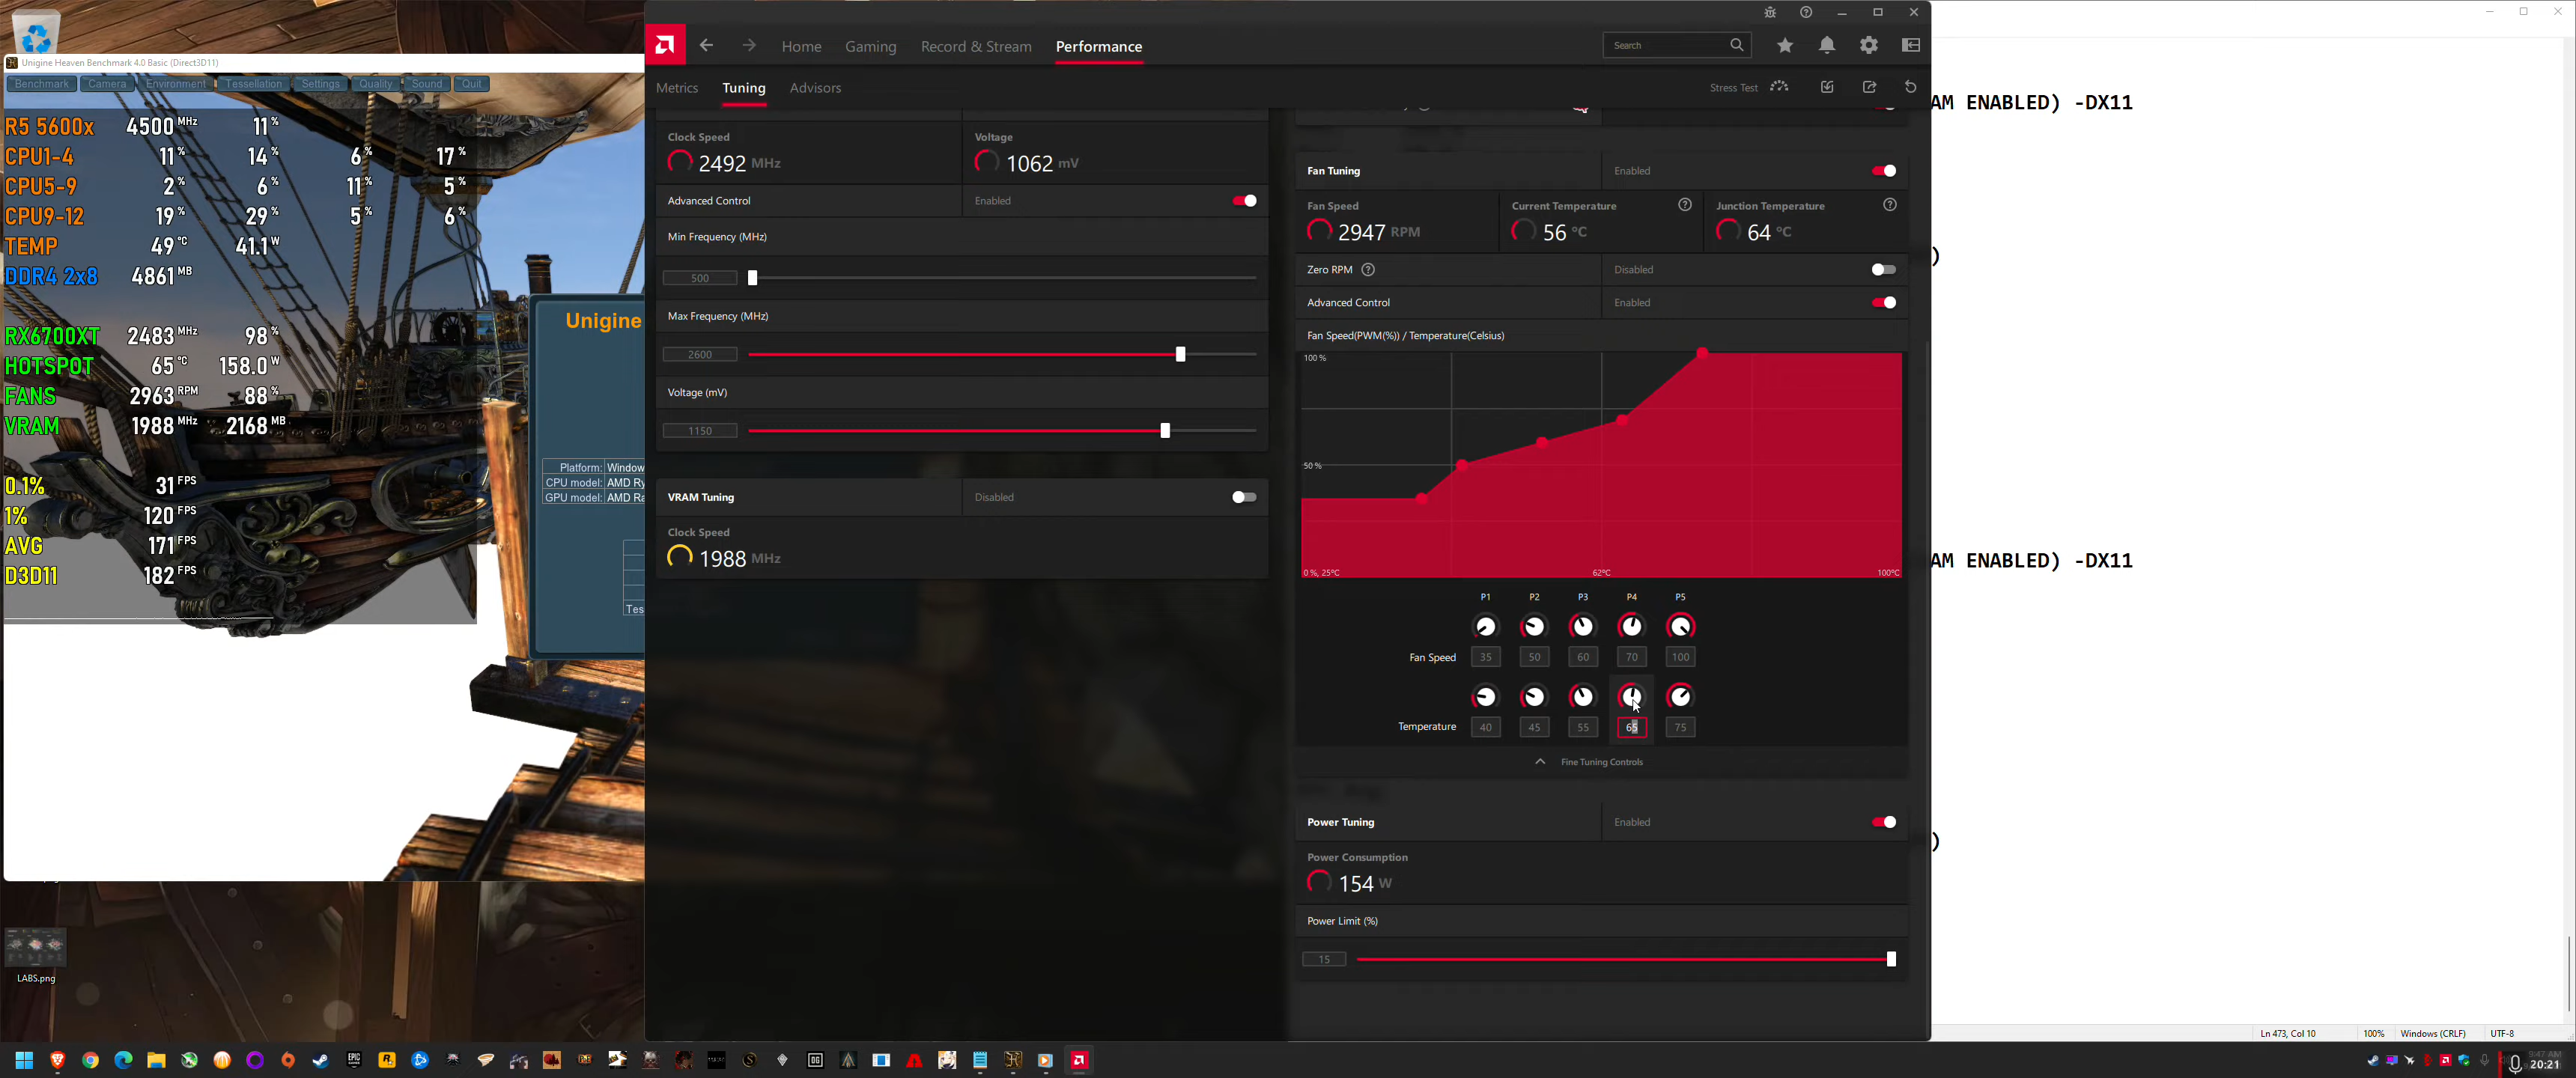 Unigine Heaven Benchmark 4.0 Basic (Direct3D11)
Benchmark Camera Environment Tessellation Settings Quality Sound Quit
R5 5600x 4500 MHz 11 %
CPU1-4 11 % 14 % 6 % 17 %
CPU5-9 2 % 6 % 11 % 5 %
CPU9-12 19 % 29 % 5 % 6 %
TEMP 49 °C 41.1 W
DDR4 2x8 4861 MB
RX6700XT 2483 MHz 98 %
HOTSPOT 65 °C 158.0 W
FANS 2963 RPM 88 %
VRAM 1988 MHz 2168 MB
0.1% 31 FPS
1% 120 FPS
AVG 171 FPS
D3D11 182 FPS
Unigine
Platform: Window
CPU model: AMD Ry
GPU model: AMD Ra
Tes
LABS.png
Home Gaming Record & Stream Performance
Search
Metrics Tuning Advisors
Stress Test
Clock Speed Voltage
2492 MHz 1062 mV
Advanced Control Enabled
Min Frequency (MHz)
500
Max Frequency (MHz)
2600
Voltage (mV)
1150
VRAM Tuning Disabled
Clock Speed
1988 MHz
Fan Tuning Enabled
Fan Speed Current Temperature Junction Temperature
2947 RPM 56 °C 64 °C
Zero RPM Disabled
Advanced Control Enabled
Fan Speed(PWM(%)) / Temperature(Celsius)
100 %
50 %
0 %, 25°C 62°C 100°C
P1 P2 P3 P4 P5
Fan Speed 35 50 60 70 100
Temperature 40 45 55 65 75
Fine Tuning Controls
Power Tuning Enabled
Power Consumption
154 W
Power Limit (%)
15
AM ENABLED) -DX11
)
AM ENABLED) -DX11
)
Ln 473, Col 10 100% Windows (CRLF) UTF-8
EPIC
9:47 AM
20:21